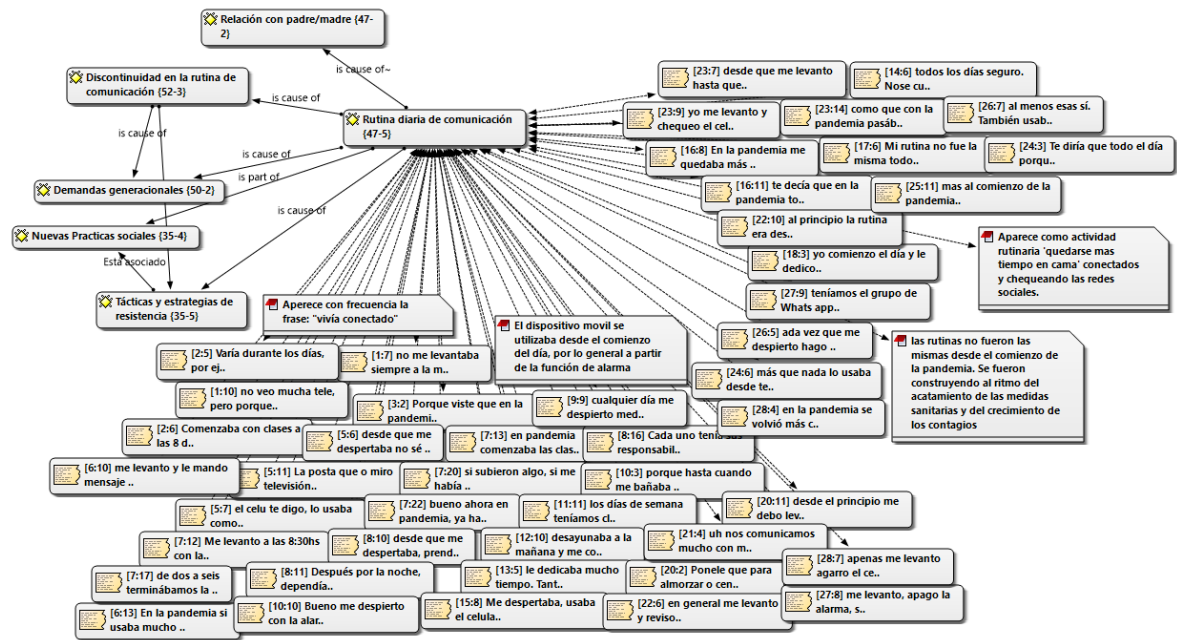 Relación con padre/madre {47-
2}
is cause of~
Discontinuidad en la rutina de
comunicación {52-3}
is cause of
Rutina diaria de comunicación
{47-5}
is cause of
is cause of
Demandas generacionales {50-2}
is part of
is cause of
Nuevas Practicas sociales {35-4}
Está asociado
Tácticas y estrategias de
resistencia {35-5}
[23:7] desde que me levanto
hasta que..
[14:6] todos los días seguro.
Nose cu..
[23:9] yo me levanto y
chequeo el cel..
[23:14] como que con la
pandemia pasáb..
[26:7] al menos esas sí.
También usab..
[16:8] En la pandemia me
quedaba más ..
[17:6] Mi rutina no fue la
misma todo..
[24:3] Te diría que todo el día
porqu..
[16:11] te decía que en la
pandemia to..
[25:11] mas al comienzo de la
pandemia..
[22:10] al principio la rutina
era des..
[18:3] yo comienzo el día y le
dedico..
Aparece como actividad
rutinaria 'quedarse mas
tiempo en cama' conectados
y chequeando las redes
sociales.
[27:9] teníamos el grupo de
Whats app..
[26:5] ada vez que me
despierto hago ..
las rutinas no fueron las
mismas desde el comienzo de
la pandemia. Se fueron
construyendo al ritmo del
acatamiento de las medidas
sanitarias y del crecimiento de
los contagios
[24:6] más que nada lo usaba
desde te..
[28:4] en la pandemia se
volvió más c..
Aperece con frecuencia la
frase: "vivía conectado"
El dispositivo movil se
utilizaba desde el comienzo
del día, por lo general a partir
de la función de alarma
[2:5] Varía durante los días,
por ej..
[1:7] no me levantaba
siempre a la m..
[1:10] no veo mucha tele,
pero porque..
[3:2] Porque viste que en la
pandemi..
[9:9] cualquier día me
despierto med..
[2:6] Comenzaba con clases a
las 8 d..
[5:6] desde que me
despertaba no sé ..
[7:13] en pandemia
comenzaba las clas..
[8:16] Cada uno tenía sus
responsabil..
[6:10] me levanto y le mando
mensaje ..
[5:11] La posta que o miro
televisión..
[7:20] si subieron algo, si me
había ..
[10:3] porque hasta cuando
me bañaba ..
[5:7] el celu te digo, lo usaba
como..
[7:22] bueno ahora en
pandemia, ya ha..
[11:11] los días de semana
teníamos cl..
[20:11] desde el principio me
debo lev..
[7:12] Me levanto a las 8:30hs
con la..
[8:10] desde que me
despertaba, prend..
[12:10] desayunaba a la
mañana y me co..
[21:4] uh nos comunicamos
mucho con m..
[28:7] apenas me levanto
agarro el ce..
[7:17] de dos a seis
terminábamos la ..
[8:11] Después por la noche,
dependía..
[13:5] le dedicaba mucho
tiempo. Tant..
[20:2] Ponele que para
almorzar o cen..
[27:8] me levanto, apago la
alarma, s..
[6:13] En la pandemia si
usaba mucho ..
[10:10] Bueno me despierto
con la alar..
[15:8] Me despertaba, usaba
el celula..
[22:6] en general me levanto
y reviso..